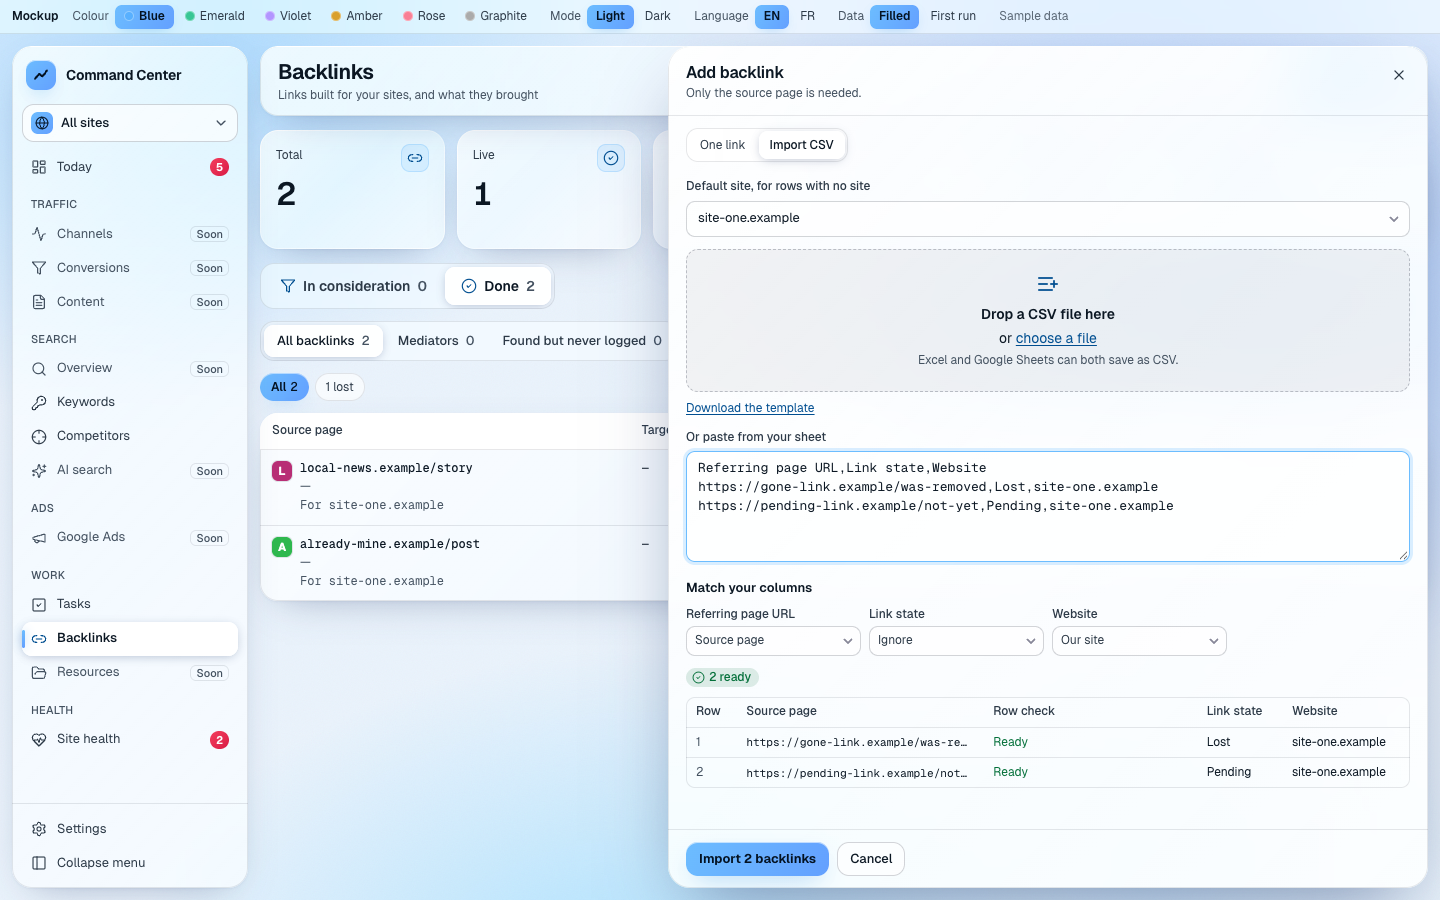 Mockup Colour Blue Emerald Violet Amber Rose Graphite Mode Light Dark Language EN FR Data Filled First run Sample data
Command Center
All sites
Today 5
TRAFFIC
Channels Soon
Conversions Soon
Content Soon
SEARCH
Overview Soon
Keywords
Competitors
AI search Soon
ADS
Google Ads Soon
WORK
Tasks
Backlinks
Resources Soon
HEALTH
Site health 2
Settings
Collapse menu
Backlinks
Links built for your sites, and what they brought
Total
2
Live
1
In consideration 0 Done 2
All backlinks 2 Mediators 0 Found but never logged 0
All 2 1 lost
Source page
L local-news.example/story –
—
For site-one.example
A already-mine.example/post –
—
For site-one.example
Add backlink
Only the source page is needed.
One link Import CSV
Default site, for rows with no site
site-one.example
Drop a CSV file here
or choose a file
Excel and Google Sheets can both save as CSV.
Download the template
Or paste from your sheet
Referring page URL,Link state,Website
https://gone-link.example/was-removed,Lost,site-one.example
https://pending-link.example/not-yet,Pending,site-one.example
Match your columns
Referring page URL Link state Website
Source page Ignore Our site
2 ready
Row Source page Row check Link state Website
1 https://gone-link.example/was-re… Ready Lost site-one.example
2 https://pending-link.example/not… Ready Pending site-one.example
Import 2 backlinks Cancel